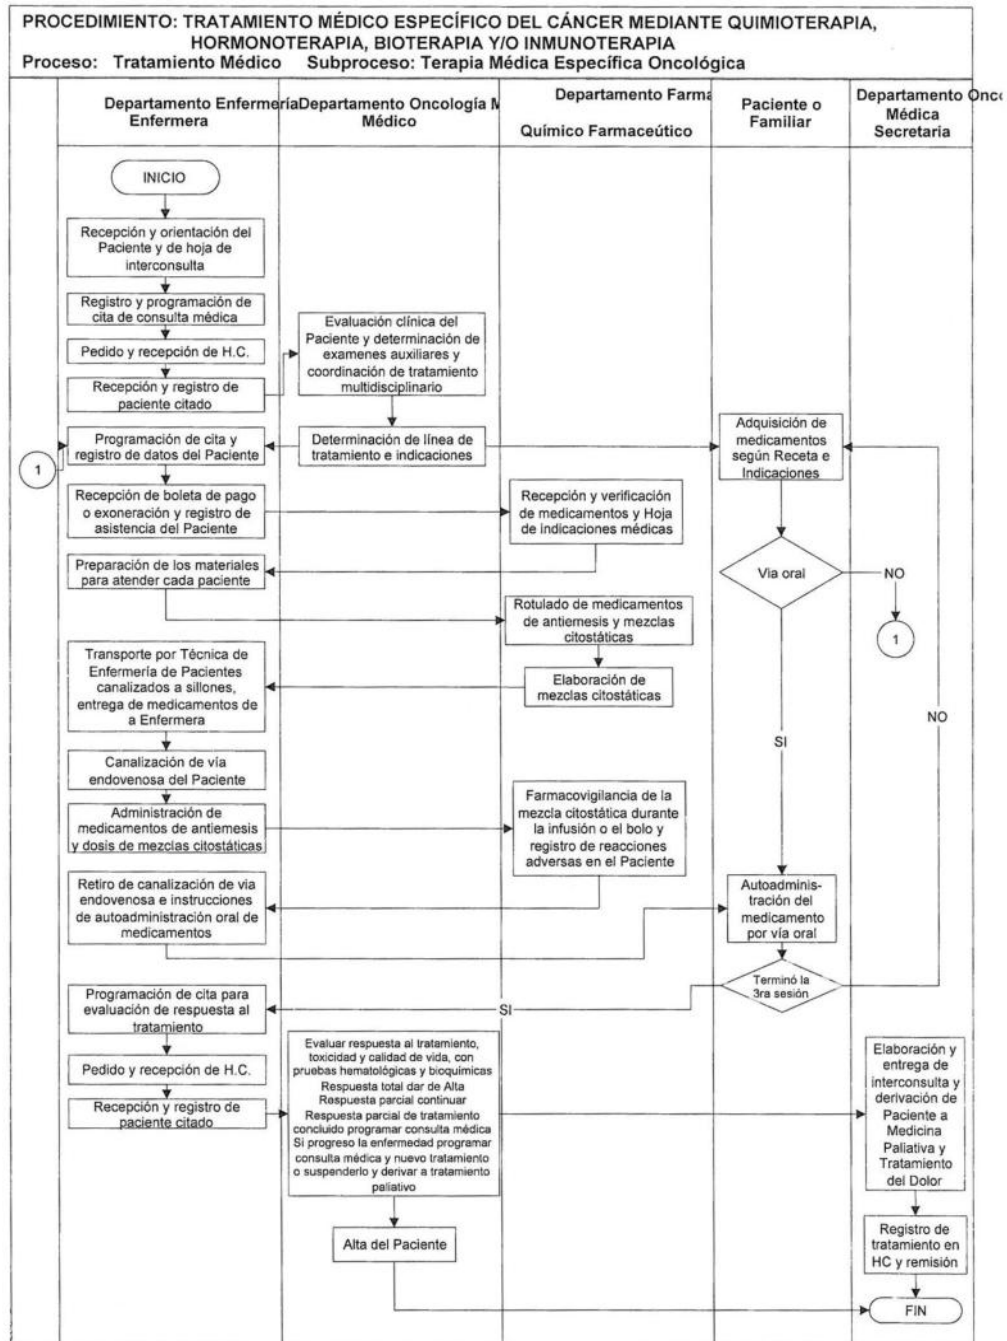 PROCEDIMIENTO: TRATAMIENTO MÉDICO ESPECÍFICO DEL CÁNCER MEDIANTE QUIMIOTERAPIA,
HORMONOTERAPIA, BIOTERAPIA Y/O INMUNOTERAPIA
Proceso: Tratamiento Médico Subproceso: Terapia Médica Específica Oncológica
Departamento Enfermería
Enfermera
Departamento Oncología M
Médico
Departamento Farma
Químico Farmaceútico
Paciente o
Familiar
Departamento Onco
Médica
Secretaria
INICIO
Recepción y orientación del
Paciente y de hoja de
interconsulta
Registro y programación de
cita de consulta médica
Pedido y recepción de H.C.
Recepción y registro de
paciente citado
Evaluación clínica del
Paciente y determinación de
examenes auxiliares y
coordinación de tratamiento
multidisciplinario
1
Programación de cita y
registro de datos del Paciente
Determinación de línea de
tratamiento e indicaciones
Adquisición de
medicamentos
según Receta e
Indicaciones
Recepción de boleta de pago
o exoneración y registro de
asistencia del Paciente
Recepción y verificación
de medicamentos y Hoja
de indicaciones médicas
Preparación de los materiales
para atender cada paciente
Via oral
NO
1
Rotulado de medicamentos
de antiemesis y mezclas
citostáticas
Transporte por Técnica de
Enfermería de Pacientes
canalizados a sillones,
entrega de medicamentos de
a Enfermera
Elaboración de
mezclas citostáticas
NO
SI
Canalización de vía
endovenosa del Paciente
Administración de
medicamentos de antiemesis
y dosis de mezclas citostáticas
Farmacovigilancia de la
mezcla citostática durante
la infusión o el bolo y
registro de reacciones
adversas en el Paciente
Retiro de canalización de via
endovenosa e instrucciones
de autoadministración oral de
medicamentos
Autoadminis-
tración del
medicamento
por vía oral
Terminó la
3ra sesión
SI
Programación de cita para
evaluación de respuesta al
tratamiento
Pedido y recepción de H.C.
Recepción y registro de
paciente citado
Evaluar respuesta al tratamiento,
toxicidad y calidad de vida, con
pruebas hematológicas y bioquímicas
Respuesta total dar de Alta
Respuesta parcial continuar
Respuesta parcial de tratamiento
concluido programar consulta médica
Si progreso la enfermedad programar
consulta médica y nuevo tratamiento
o suspenderlo y derivar a tratamiento
paliativo
Elaboración y
entrega de
interconsulta y
derivación de
Paciente a
Medicina
Paliativa y
Tratamiento
del Dolor
Alta del Paciente
Registro de
tratamiento en
HC y remisión
FIN